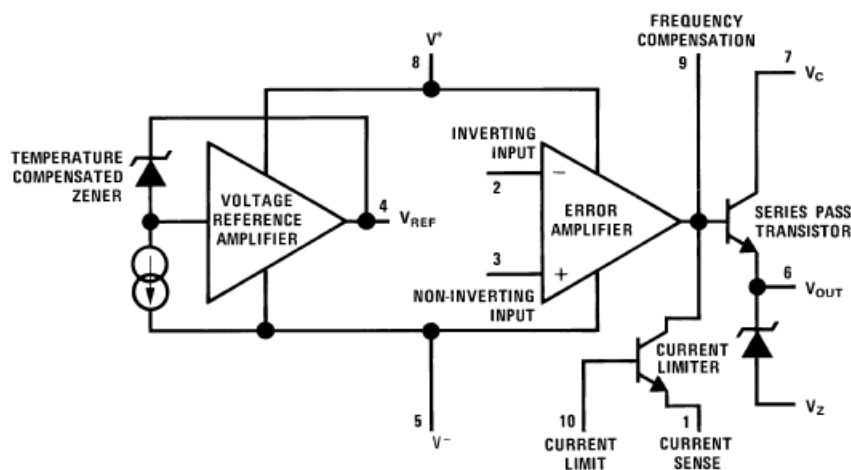 FREQUENCY
COMPENSATION
V+
8
9
7
VC
TEMPERATURE
COMPENSATED
ZENER
VOLTAGE
REFERENCE
AMPLIFIER
4
VREF
INVERTING
INPUT
2
−
ERROR
AMPLIFIER
3
+
NON-INVERTING
INPUT
SERIES PASS
TRANSISTOR
6
VOUT
CURRENT
LIMITER
VZ
5
V−
10
CURRENT
LIMIT
1
CURRENT
SENSE